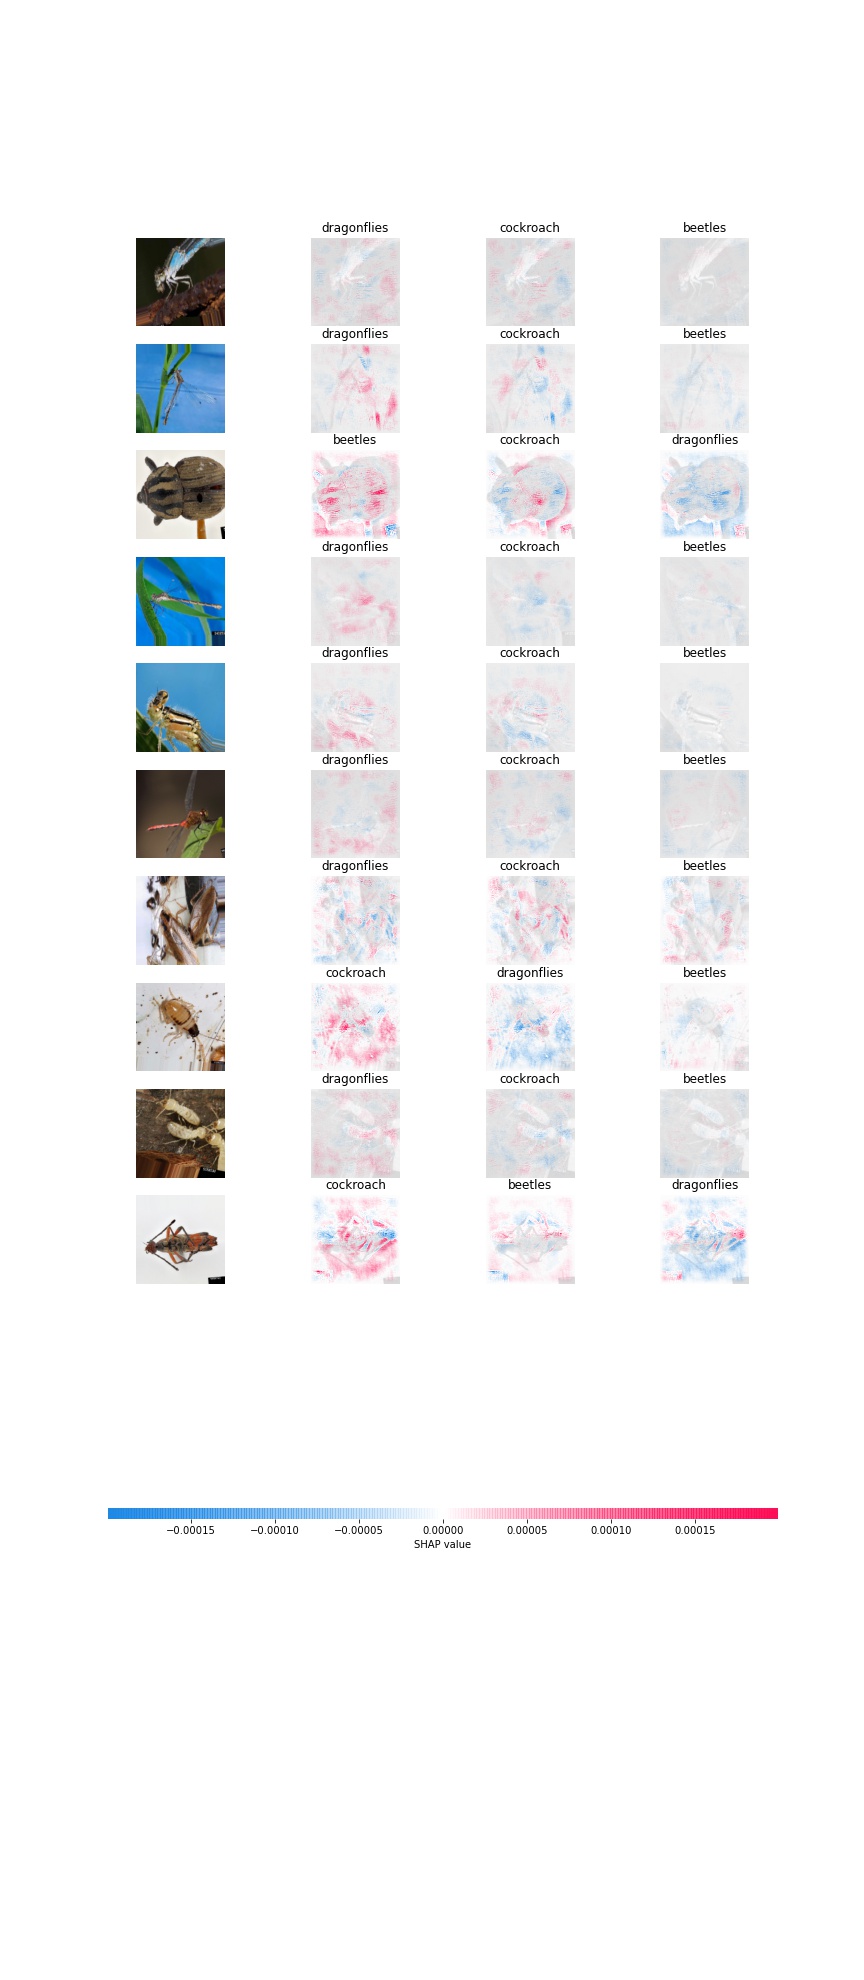 dragonflies cockroach beetles
dragonflies cockroach beetles
beetles cockroach dragonflies
dragonflies cockroach beetles
dragonflies cockroach beetles
dragonflies cockroach beetles
dragonflies cockroach beetles
cockroach dragonflies beetles
dragonflies cockroach beetles
cockroach beetles dragonflies
−0.00015 −0.00010 −0.00005 0.00000 0.00005 0.00010 0.00015
SHAP value